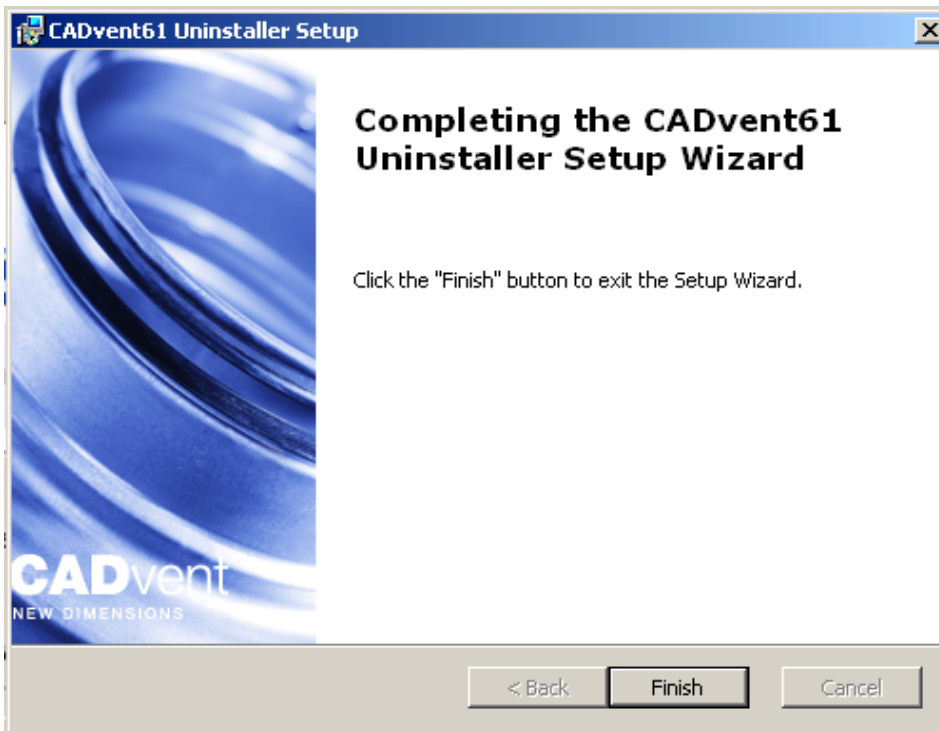 CADvent61 Uninstaller Setup
Completing the CADvent61
Uninstaller Setup Wizard
Click the "Finish" button to exit the Setup Wizard.
CADvent
NEW DIMENSIONS
< Back
Finish
Cancel